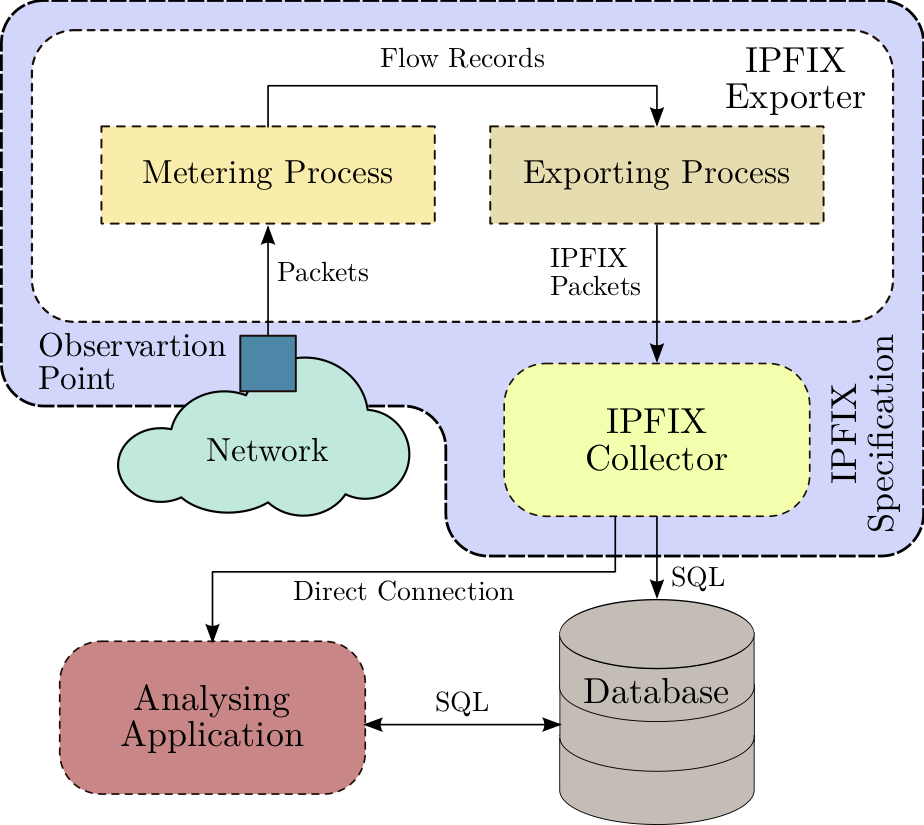 Flow Records
IPFIX
Exporter
Metering Process
Exporting Process
Packets
IPFIX
Packets
Observartion
Point
Network
IPFIX
Collector
IPFIX
Specification
SQL
Direct Connection
Analysing
Application
SQL
Database